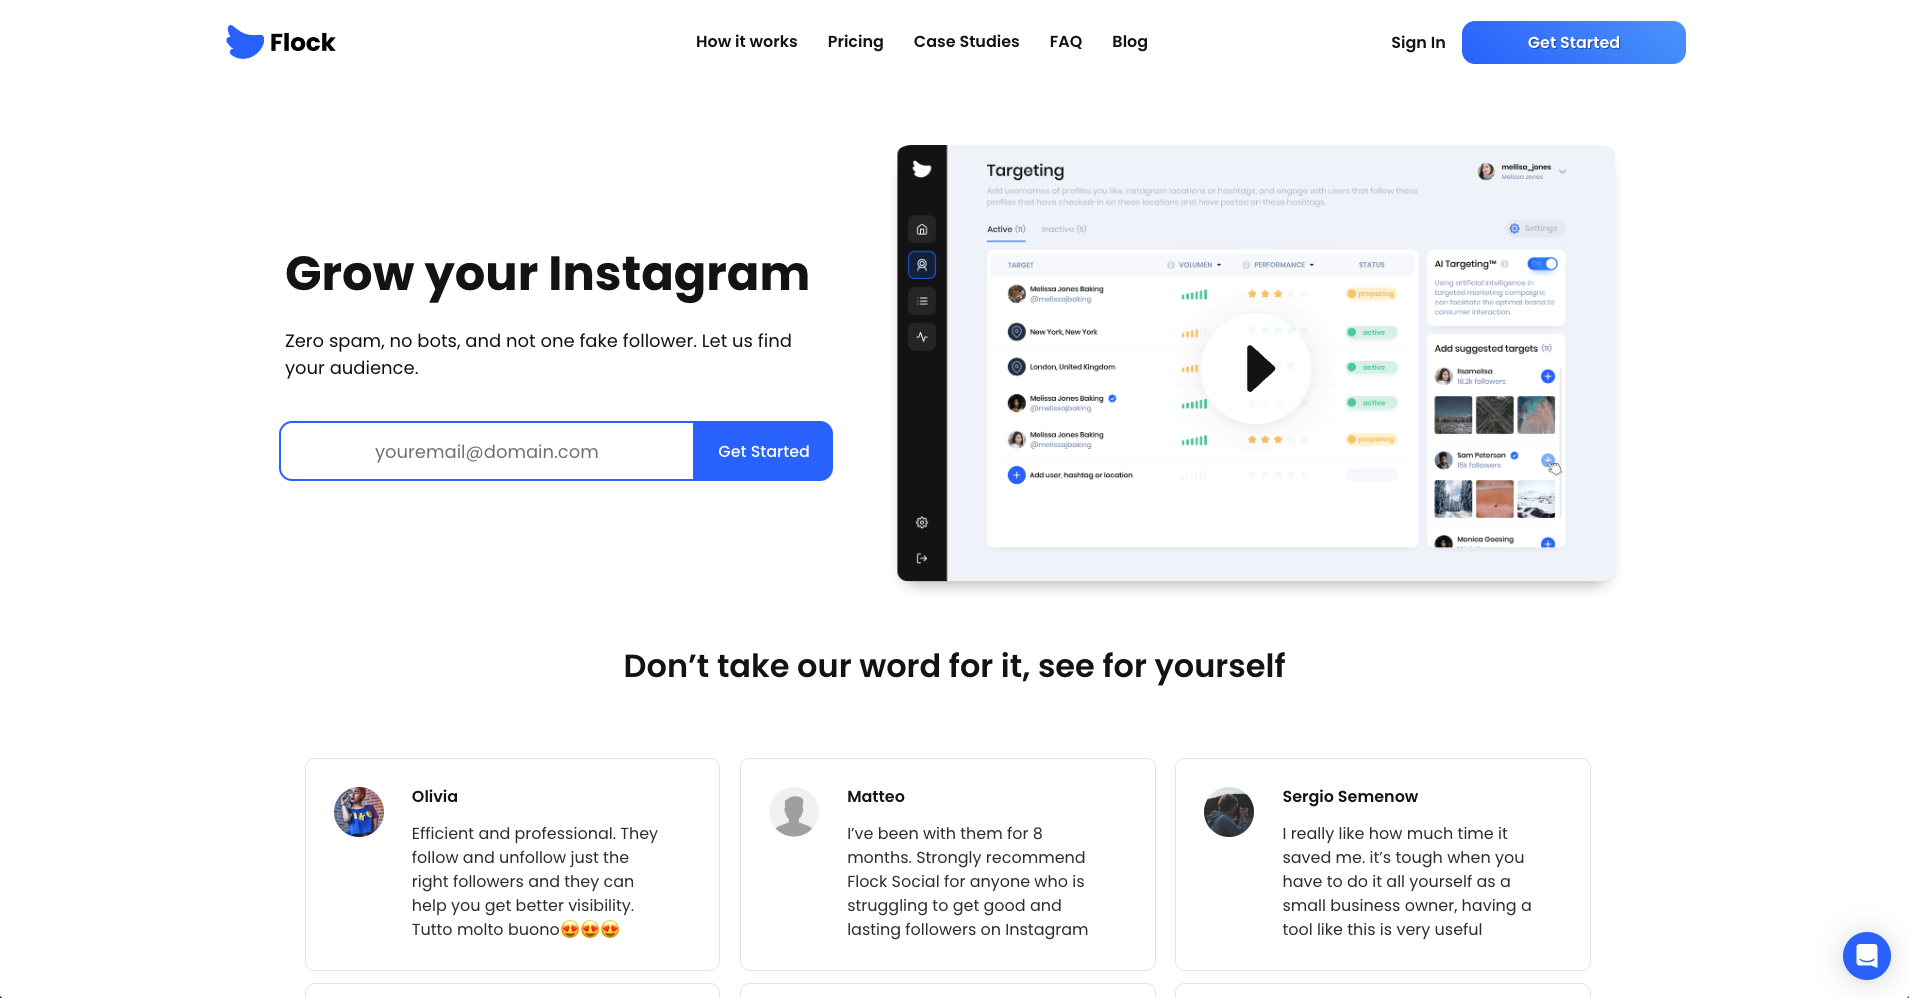 Flock
How it works
Pricing
Case Studies
FAQ
Blog
Sign In
Get Started
Grow your Instagram
Zero spam, no bots, and not one fake follower. Let us find
your audience.
youremail@domain.com
Get Started
Targeting
Add usernames of profiles you like, Instagram locations or hashtags, and engage with users that follow these
profiles that have checked-in on these locations and have posted on these hashtags.
mellisa_jones
Melissa Jones
Active (11)
Inactive (5)
Settings
TARGET
VOLUMEN
PERFORMANCE
STATUS
Melissa Jones Baking
@melissajbaking
preparing
New York, New York
active
London, United Kingdom
active
Melissa Jones Baking
@melissajbaking
active
Melissa Jones Baking
@melissajbaking
preparing
Add user, hashtag or location
AI Targeting™
Using artificial intelligence in
targeted marketing campaigns
can facilitate the optimal brand to
consumer interaction.
Add suggested targets (11)
lisamelisa
18.2k followers
Sam Peterson
15k followers
Monica Goesing
Don’t take our word for it, see for yourself
Olivia
Efficient and professional. They
follow and unfollow just the
right followers and they can
help you get better visibility.
Tutto molto buono😍😍😍
Matteo
I’ve been with them for 8
months. Strongly recommend
Flock Social for anyone who is
struggling to get good and
lasting followers on Instagram
Sergio Semenow
I really like how much time it
saved me. it’s tough when you
have to do it all yourself as a
small business owner, having a
tool like this is very useful